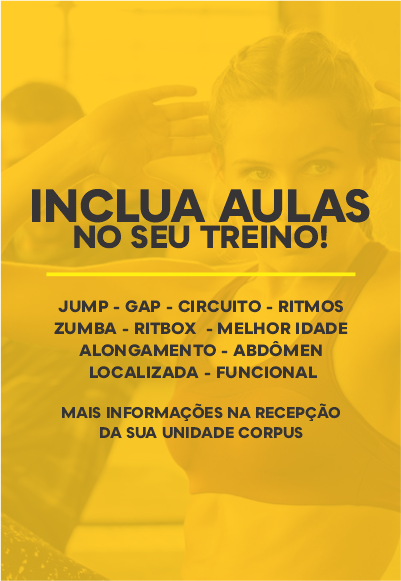 INCLUA AULAS
NO SEU TREINO!
JUMP - GAP - CIRCUITO - RITMOS
ZUMBA - RITBOX - MELHOR IDADE
ALONGAMENTO - ABDÔMEN
LOCALIZADA - FUNCIONAL
MAIS INFORMAÇÕES NA RECEPÇÃO
DA SUA UNIDADE CORPUS